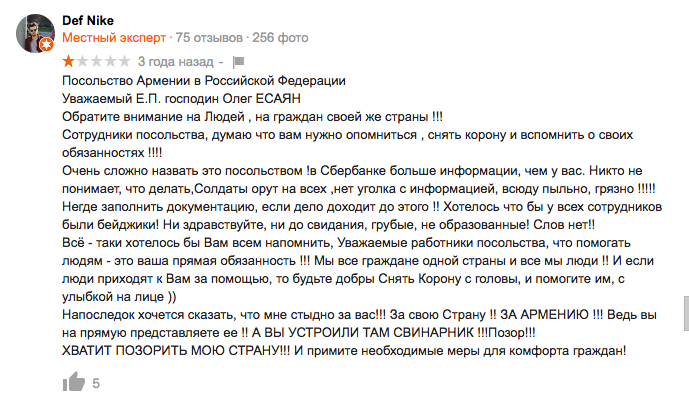 Def Nike
Местный эксперт · 75 отзывов · 256 фото
3 года назад -
Посольство Армении в Российской Федерации
Уважаемый Е.П. господин Олег ЕСАЯН
Обратите внимание на Людей , на граждан своей же страны !!!
Сотрудники посольства, думаю что вам нужно опомниться , снять корону и вспомнить о своих
обязанностях !!!!
Очень сложно назвать это посольством !в Сбербанке больше информации, чем у вас. Никто не
понимает, что делать,Солдаты орут на всех ,нет уголка с информацией, всюду пыльно, грязно !!!!!
Негде заполнить документацию, если дело доходит до этого !! Хотелось что бы у всех сотрудников
были бейджики! Ни здравствуйте, ни до свидания, грубые, не образованные! Слов нет!!
Всё - таки хотелось бы Вам всем напомнить, Уважаемые работники посольства, что помогать
людям - это ваша прямая обязанность !!! Мы все граждане одной страны и все мы люди !! И если
люди приходят к Вам за помощью, то будьте добры Снять Корону с головы, и помогите им, с
улыбкой на лице ))
Напоследок хочется сказать, что мне стыдно за вас!!! За свою Страну !! ЗА АРМЕНИЮ !!! Ведь вы
на прямую представляете ее !! А ВЫ УСТРОИЛИ ТАМ СВИНАРНИК !!!Позор!!!
ХВАТИТ ПОЗОРИТЬ МОЮ СТРАНУ!!! И примите необходимые меры для комфорта граждан!
5